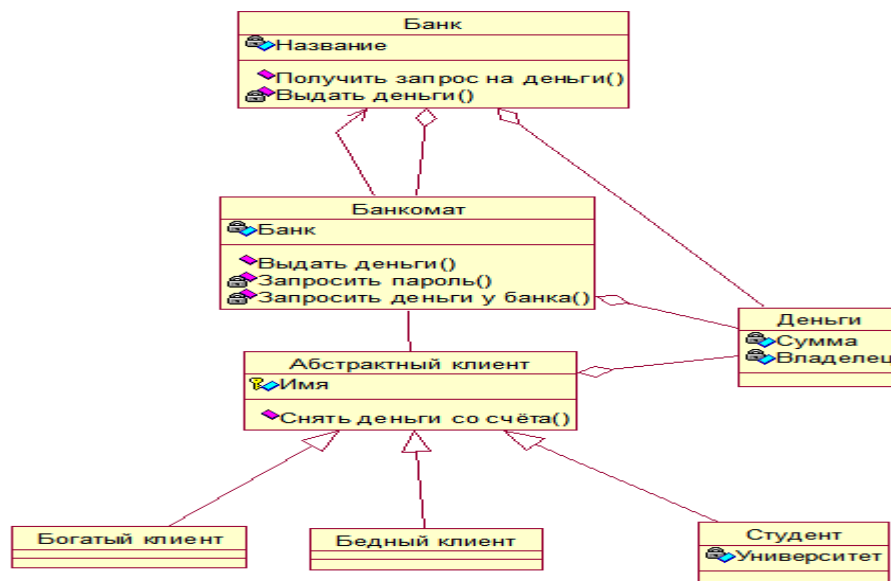 Банк
Название
Получить запрос на деньги()
Выдать деньги()
Банкомат
Банк
Выдать деньги()
Запросить пароль()
Запросить деньги у банка()
Деньги
Сумма
Владелец
Абстрактный клиент
Имя
Снять деньги со счёта()
Богатый клиент
Бедный клиент
Студент
Университет